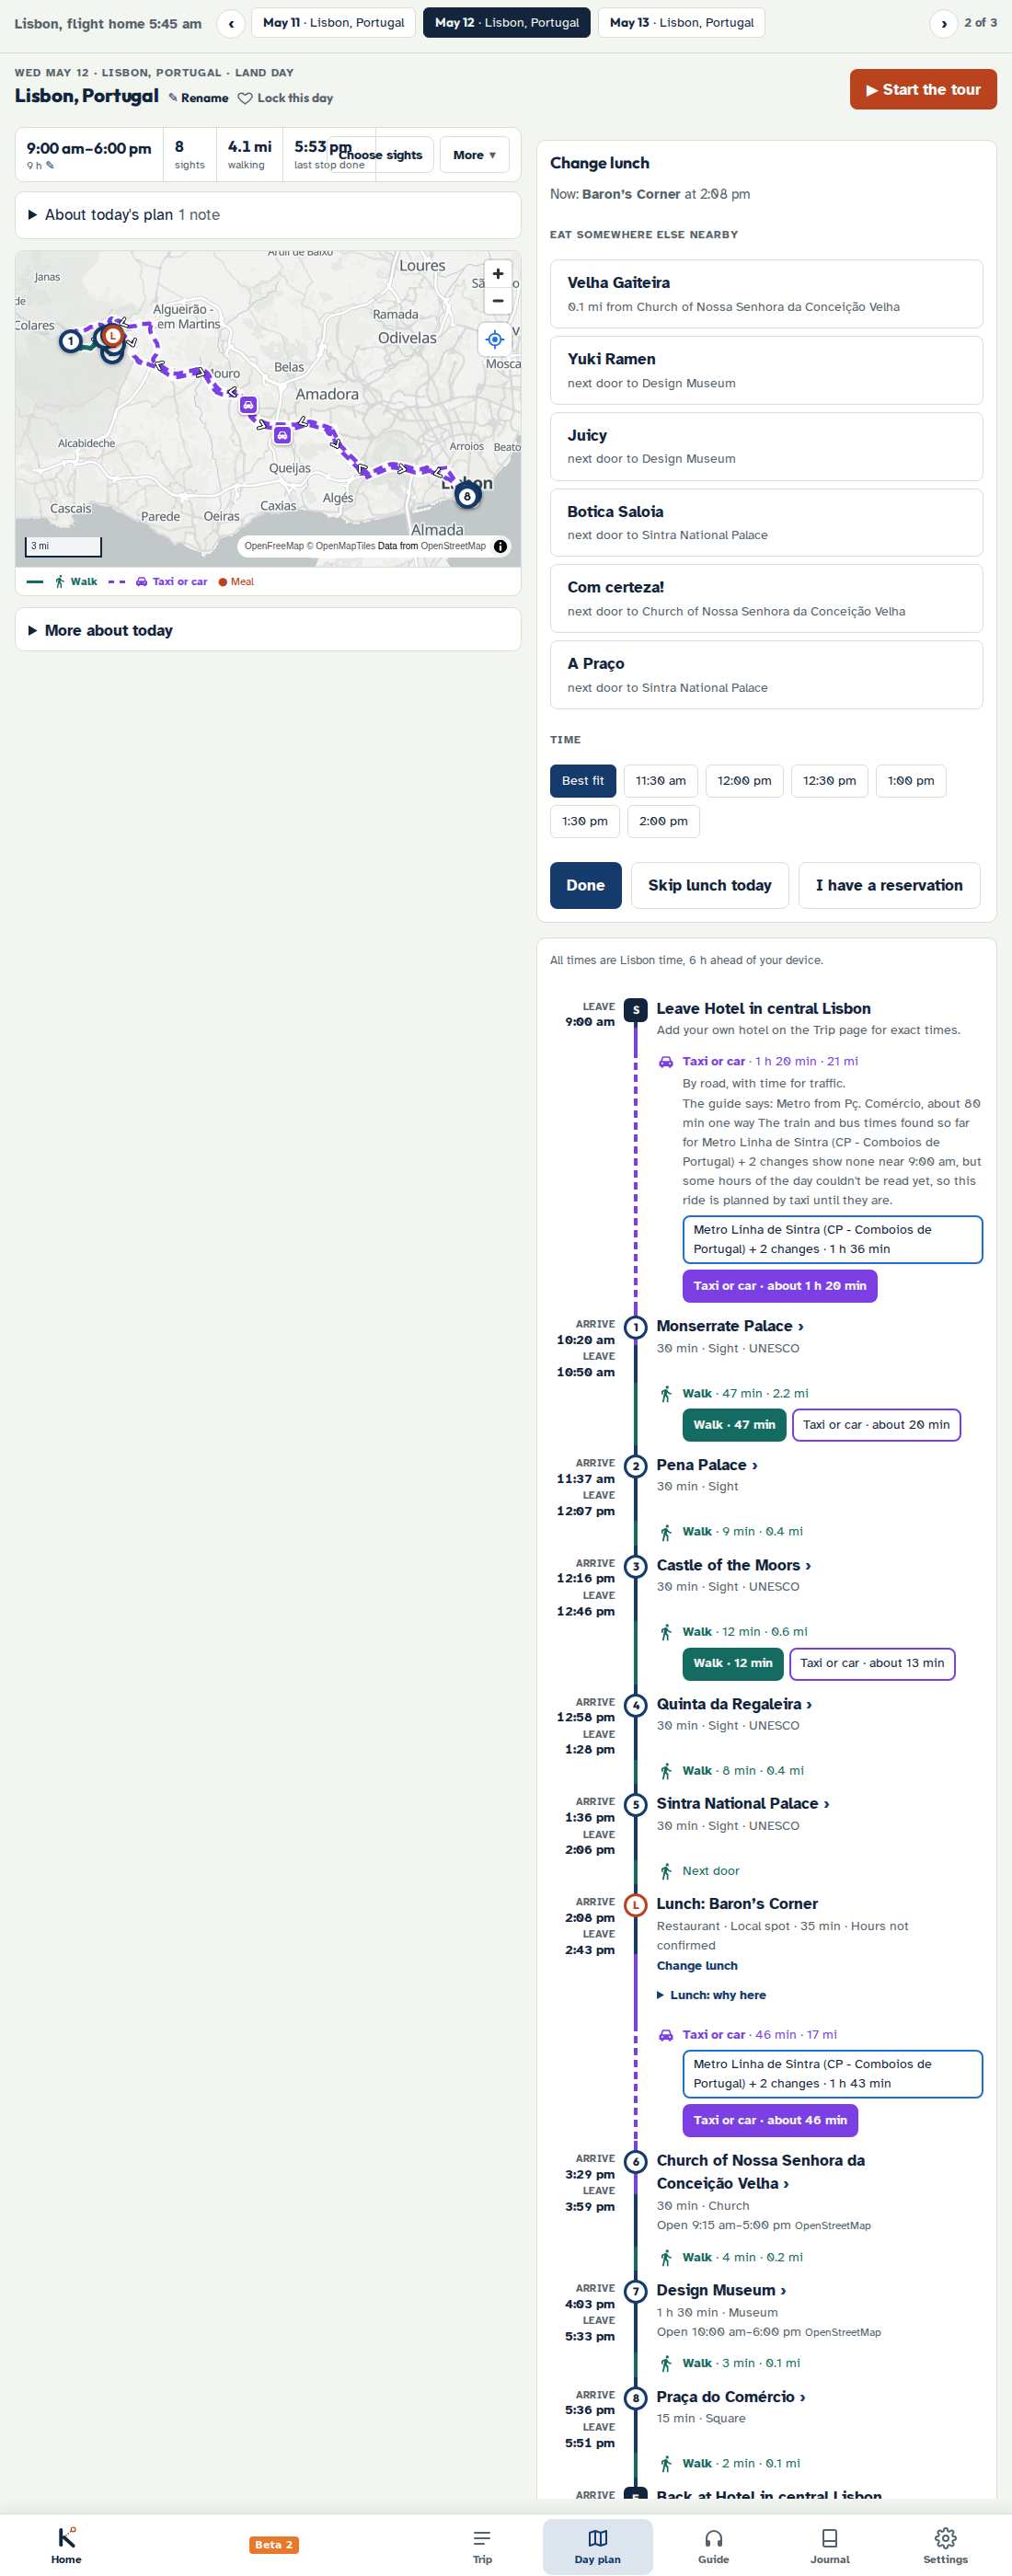 Lisbon, flight home 5:45 am
‹
May 11 · Lisbon, Portugal
May 12 · Lisbon, Portugal
May 13 · Lisbon, Portugal
›
2 of 3
WED MAY 12 · LISBON, PORTUGAL · LAND DAY
Lisbon, Portugal ✎ Rename Lock this day
▶ Start the tour
9:00 am–6:00 pm
9 h ✎
8
sights
4.1 mi
walking
5:53 pm
last stop done
Choose sights
More ▾
▶ About today's plan 1 note
Janas
Loures
Algueirão -
Ramada
Odivelas
Colares
Belas
Amadora
Alcabideche
Arroios
Queijas
Cascais
Parede
Oeiras
Caxias
Algés
Almada
1
L
8
+
−
3 mi
OpenFreeMap © OpenMapTiles Data from OpenStreetMap
Walk Taxi or car Meal
▶ More about today
Change lunch
Now: Baron's Corner at 2:08 pm
EAT SOMEWHERE ELSE NEARBY
Velha Gaiteira
0.1 mi from Church of Nossa Senhora da Conceição Velha
Yuki Ramen
next door to Design Museum
Juicy
next door to Design Museum
Botica Saloia
next door to Sintra National Palace
Com certeza!
next door to Church of Nossa Senhora da Conceição Velha
A Praço
next door to Sintra National Palace
TIME
Best fit
11:30 am
12:00 pm
12:30 pm
1:00 pm
1:30 pm
2:00 pm
Done
Skip lunch today
I have a reservation
All times are Lisbon time, 6 h ahead of your device.
LEAVE
9:00 am
S
Leave Hotel in central Lisbon
Add your own hotel on the Trip page for exact times.
Taxi or car · 1 h 20 min · 21 mi
By road, with time for traffic.
The guide says: Metro from Pç. Comércio, about 80
min one way The train and bus times found so far
for Metro Linha de Sintra (CP - Comboios de
Portugal) + 2 changes show none near 9:00 am, but
some hours of the day couldn't be read yet, so this
ride is planned by taxi until they are.
Metro Linha de Sintra (CP - Comboios de
Portugal) + 2 changes · 1 h 36 min
Taxi or car · about 1 h 20 min
ARRIVE
10:20 am
LEAVE
10:50 am
1
Monserrate Palace ›
30 min · Sight · UNESCO
Walk · 47 min · 2.2 mi
Walk · 47 min
Taxi or car · about 20 min
ARRIVE
11:37 am
LEAVE
12:07 pm
2
Pena Palace ›
30 min · Sight
Walk · 9 min · 0.4 mi
ARRIVE
12:16 pm
LEAVE
12:46 pm
3
Castle of the Moors ›
30 min · Sight · UNESCO
Walk · 12 min · 0.6 mi
Walk · 12 min
Taxi or car · about 13 min
ARRIVE
12:58 pm
LEAVE
1:28 pm
4
Quinta da Regaleira ›
30 min · Sight · UNESCO
Walk · 8 min · 0.4 mi
ARRIVE
1:36 pm
LEAVE
2:06 pm
5
Sintra National Palace ›
30 min · Sight · UNESCO
Next door
ARRIVE
2:08 pm
LEAVE
2:43 pm
L
Lunch: Baron's Corner
Restaurant · Local spot · 35 min · Hours not
confirmed
Change lunch
▶ Lunch: why here
Taxi or car · 46 min · 17 mi
Metro Linha de Sintra (CP - Comboios de
Portugal) + 2 changes · 1 h 43 min
Taxi or car · about 46 min
ARRIVE
3:29 pm
LEAVE
3:59 pm
6
Church of Nossa Senhora da
Conceição Velha ›
30 min · Church
Open 9:15 am–5:00 pm OpenStreetMap
Walk · 4 min · 0.2 mi
ARRIVE
4:03 pm
LEAVE
5:33 pm
7
Design Museum ›
1 h 30 min · Museum
Open 10:00 am–6:00 pm OpenStreetMap
Walk · 3 min · 0.1 mi
ARRIVE
5:36 pm
LEAVE
5:51 pm
8
Praça do Comércio ›
15 min · Square
Walk · 2 min · 0.1 mi
ARRIVE
Back at Hotel in central Lisbon
Home
Beta 2
Trip
Day plan
Guide
Journal
Settings